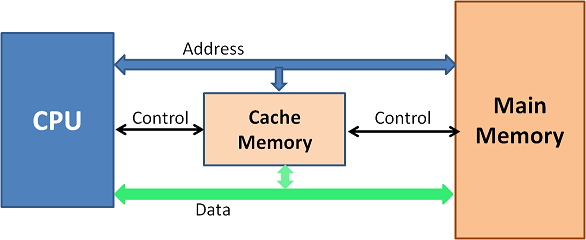 Address
CPU
Control
Cache
Memory
Control
Main
Memory
Data